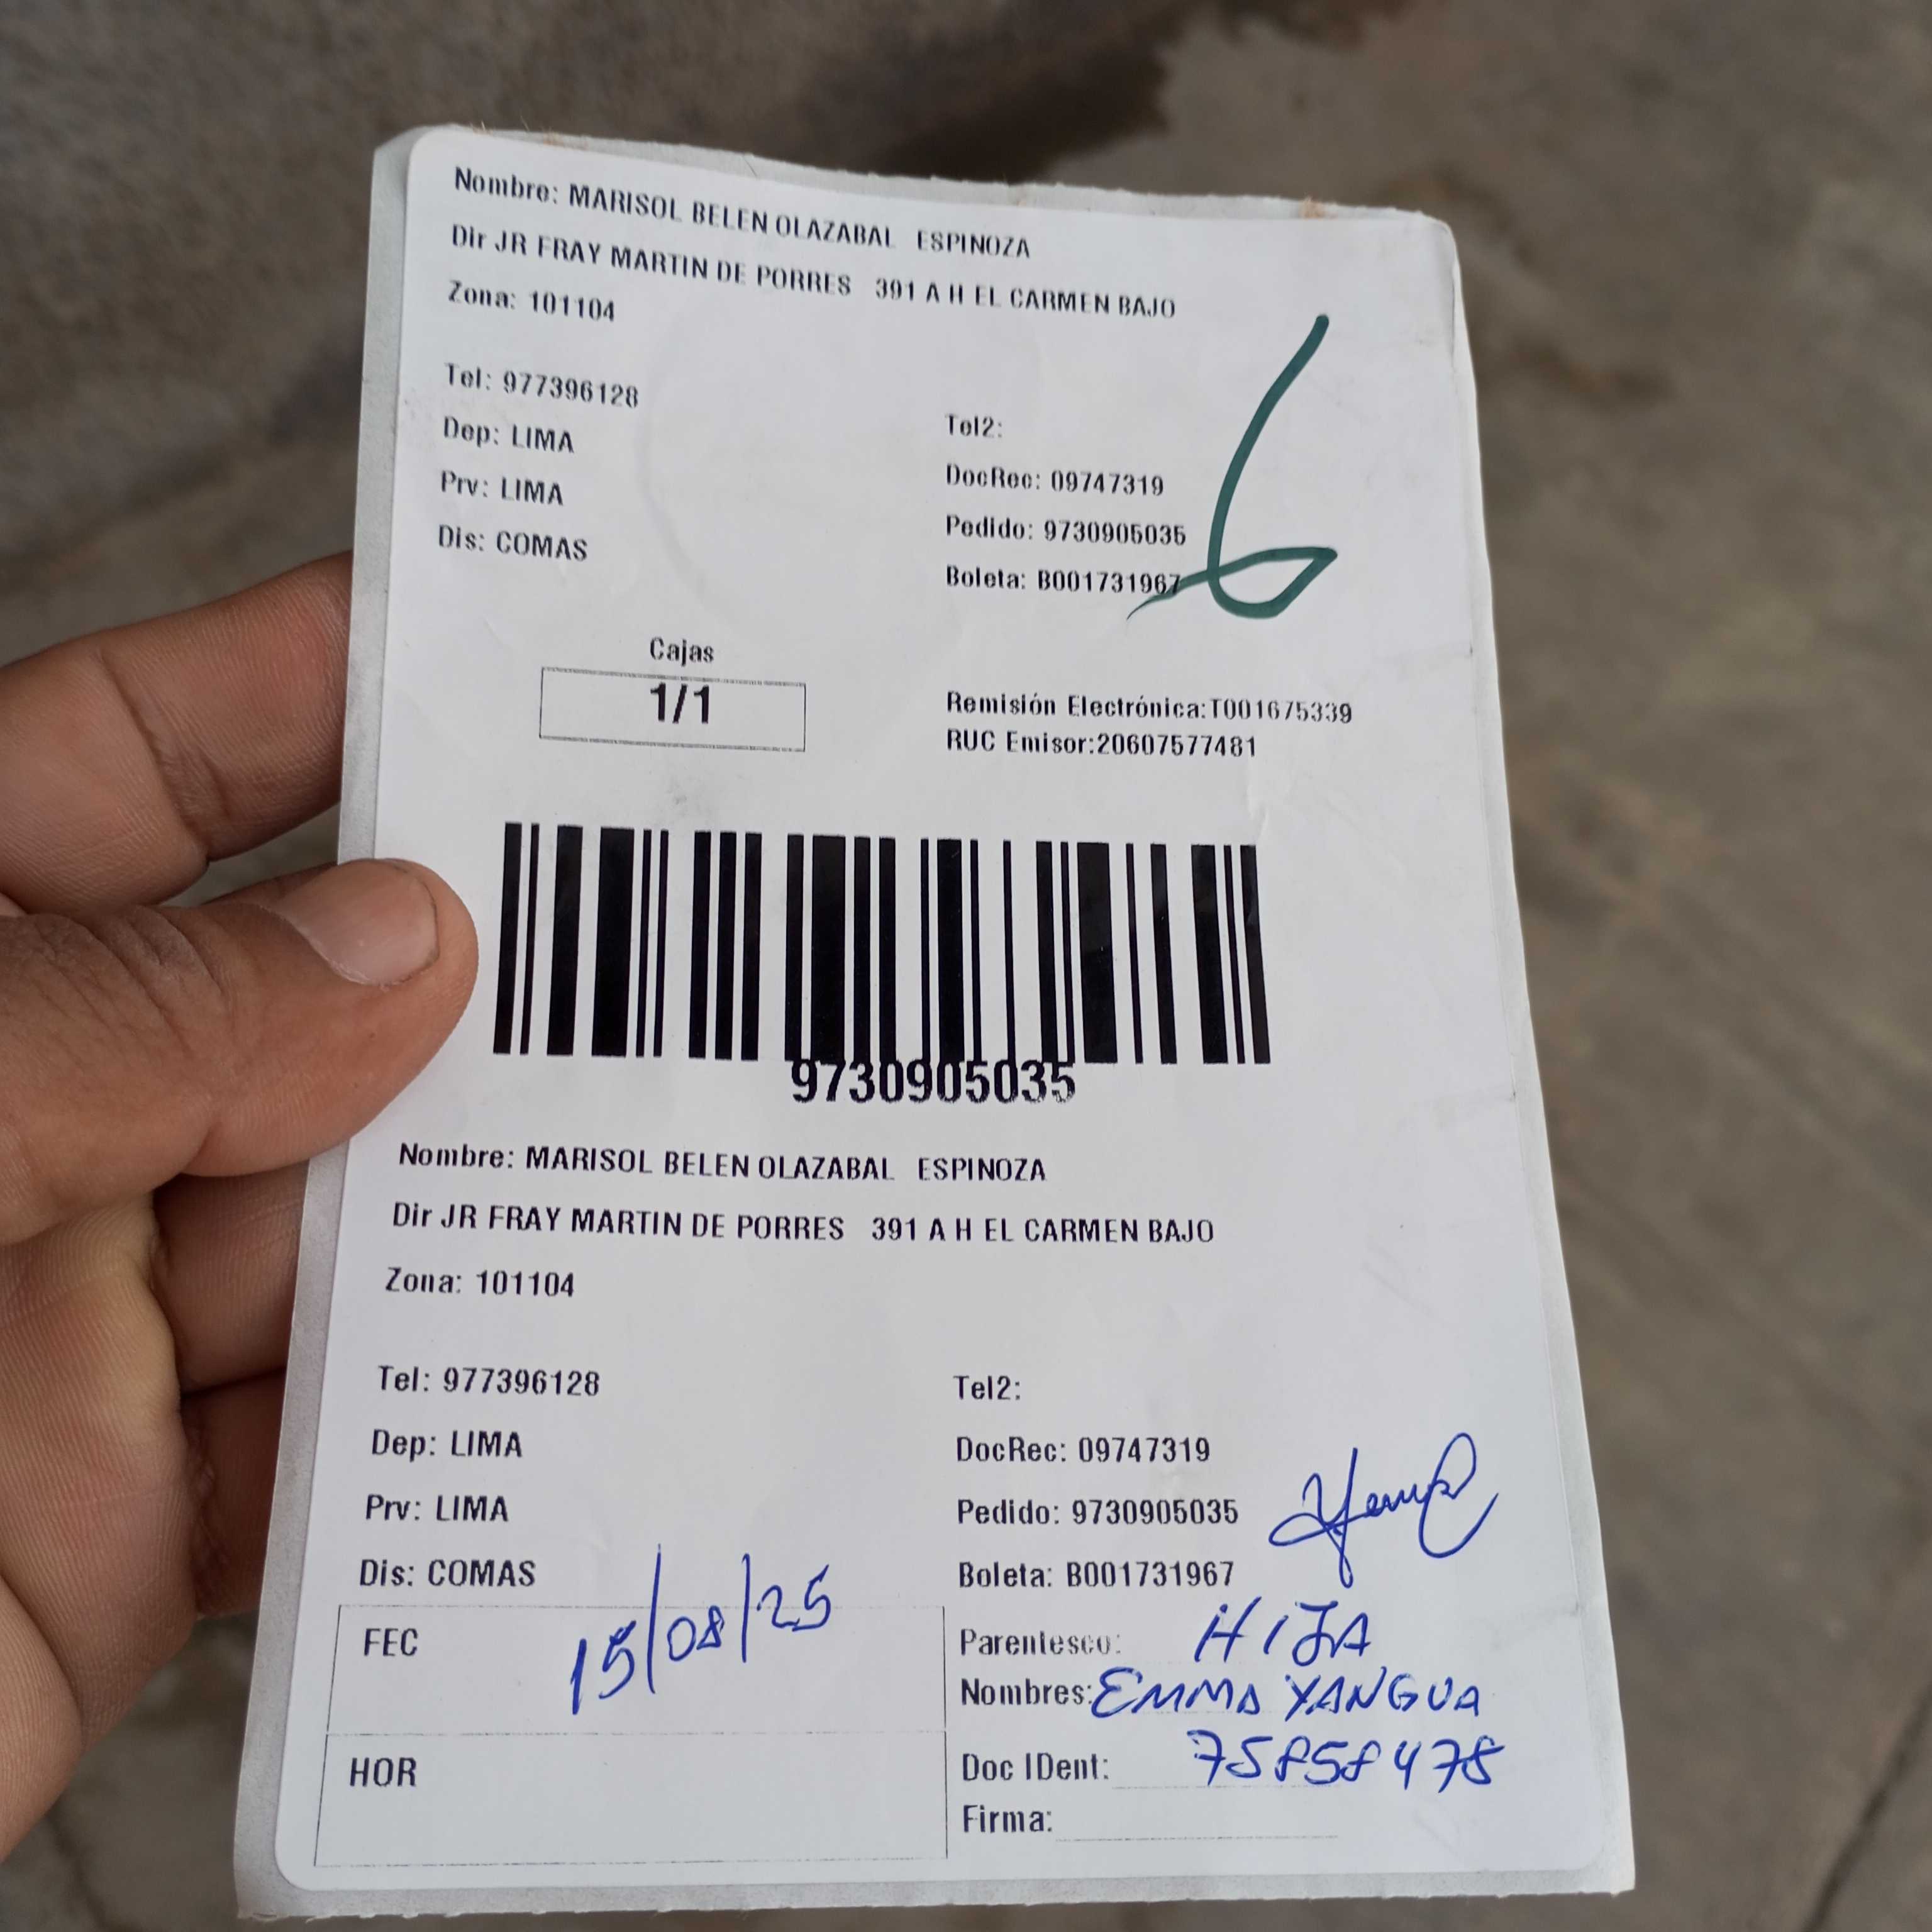 Nombre: MARISOL BELEN OLAZABAL ESPINOZA
Dir JR FRAY MARTIN DE PORRES 391 A H EL CARMEN BAJO
Zona: 101104
Tel: 977396128
Tel2:
Dep: LIMA
DocRec: 09747319
Prv: LIMA
Pedido: 9730905035
Dis: COMAS
Boleta: B001731967
6
Cajas
1/1
Remisión Electrónica:T001675339
RUC Emisor:20607577481
9730905035
Nombre: MARISOL BELEN OLAZABAL ESPINOZA
Dir JR FRAY MARTIN DE PORRES 391 A H EL CARMEN BAJO
Zona: 101104
Tel: 977396128
Tel2:
Dep: LIMA
DocRec: 09747319
Prv: LIMA
Pedido: 9730905035
Dis: COMAS
Boleta: B001731967
FEC 15/08/25
Parentesco: HIJA
Nombres: EMMA YANGUA
HOR
Doc IDent: 75858478
Firma: